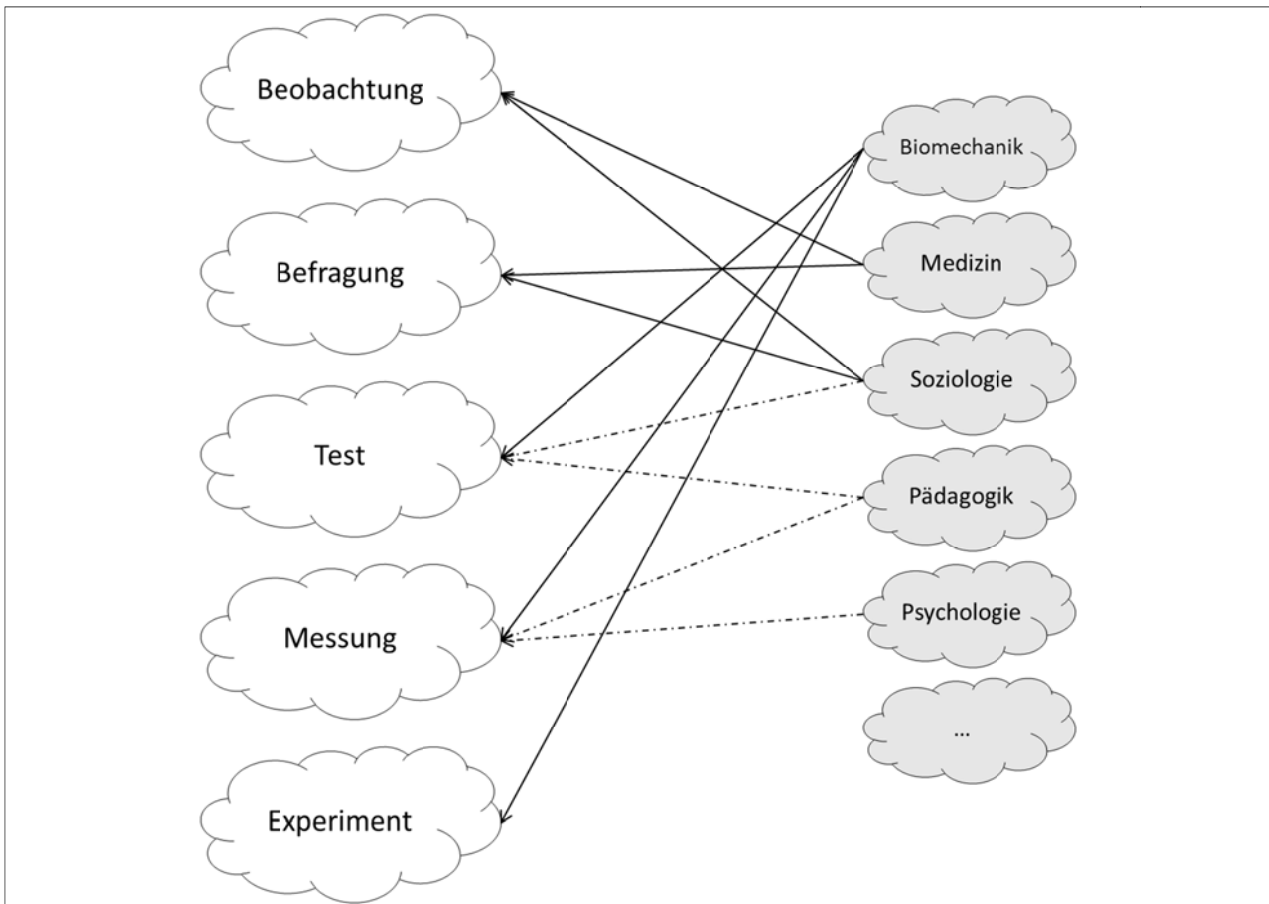 Beobachtung
Befragung
Test
Messung
Experiment
Biomechanik
Medizin
Soziologie
Pädagogik
Psychologie
...